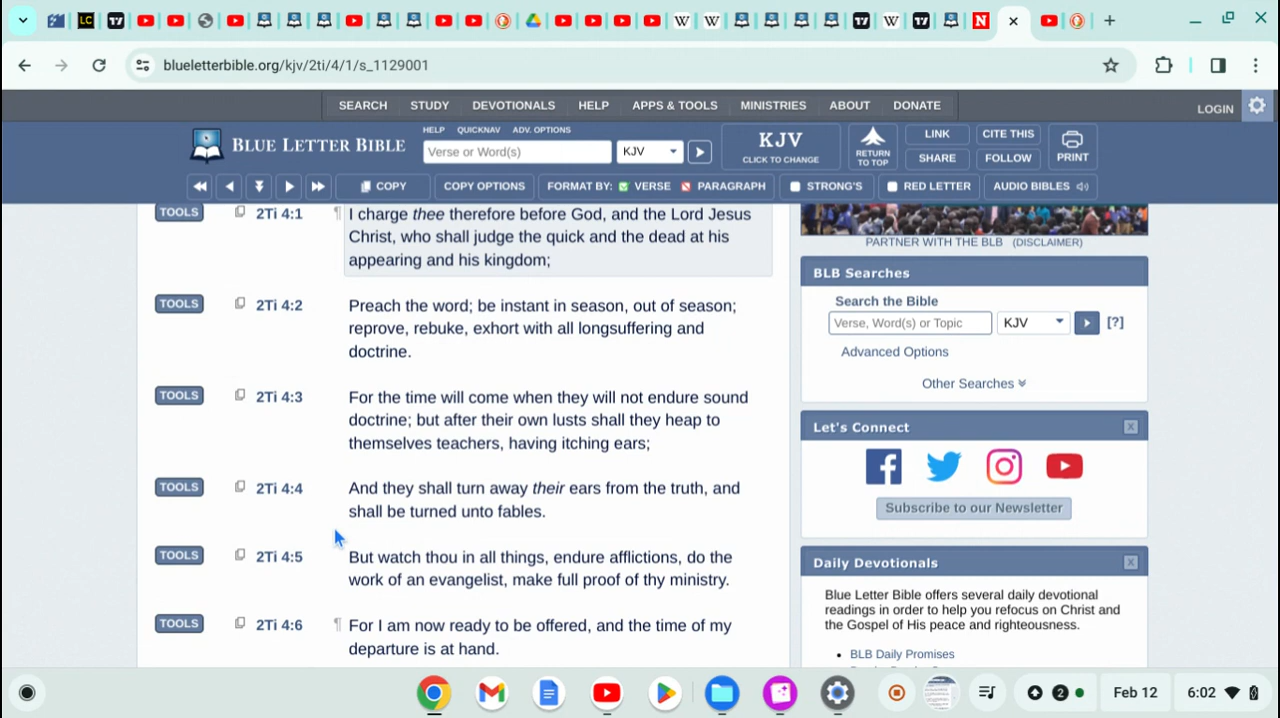 LC
W W W N
blueletterbible.org/kjv/2ti/4/1/s_1129001
SEARCH STUDY DEVOTIONALS HELP APPS & TOOLS MINISTRIES ABOUT DONATE LOGIN
BLUE LETTER BIBLE
HELP QUICKNAV ADV. OPTIONS
Verse or Word(s) KJV
KJV
CLICK TO CHANGE
RETURN
TO TOP
LINK CITE THIS
SHARE FOLLOW
PRINT
COPY COPY OPTIONS FORMAT BY: VERSE PARAGRAPH STRONG'S RED LETTER AUDIO BIBLES
TOOLS 2Ti 4:1 ¶ I charge thee therefore before God, and the Lord Jesus
Christ, who shall judge the quick and the dead at his
appearing and his kingdom;
TOOLS 2Ti 4:2 Preach the word; be instant in season, out of season;
reprove, rebuke, exhort with all longsuffering and
doctrine.
TOOLS 2Ti 4:3 For the time will come when they will not endure sound
doctrine; but after their own lusts shall they heap to
themselves teachers, having itching ears;
TOOLS 2Ti 4:4 And they shall turn away their ears from the truth, and
shall be turned unto fables.
TOOLS 2Ti 4:5 But watch thou in all things, endure afflictions, do the
work of an evangelist, make full proof of thy ministry.
TOOLS 2Ti 4:6 ¶ For I am now ready to be offered, and the time of my
departure is at hand.
PARTNER WITH THE BLB (DISCLAIMER)
BLB Searches
Search the Bible
Verse, Word(s) or Topic KJV [?]
Advanced Options
Other Searches
Let's Connect
Subscribe to our Newsletter
Daily Devotionals
Blue Letter Bible offers several daily devotional
readings in order to help you refocus on Christ and
the Gospel of His peace and righteousness.
BLB Daily Promises
2 Feb 12 6:02